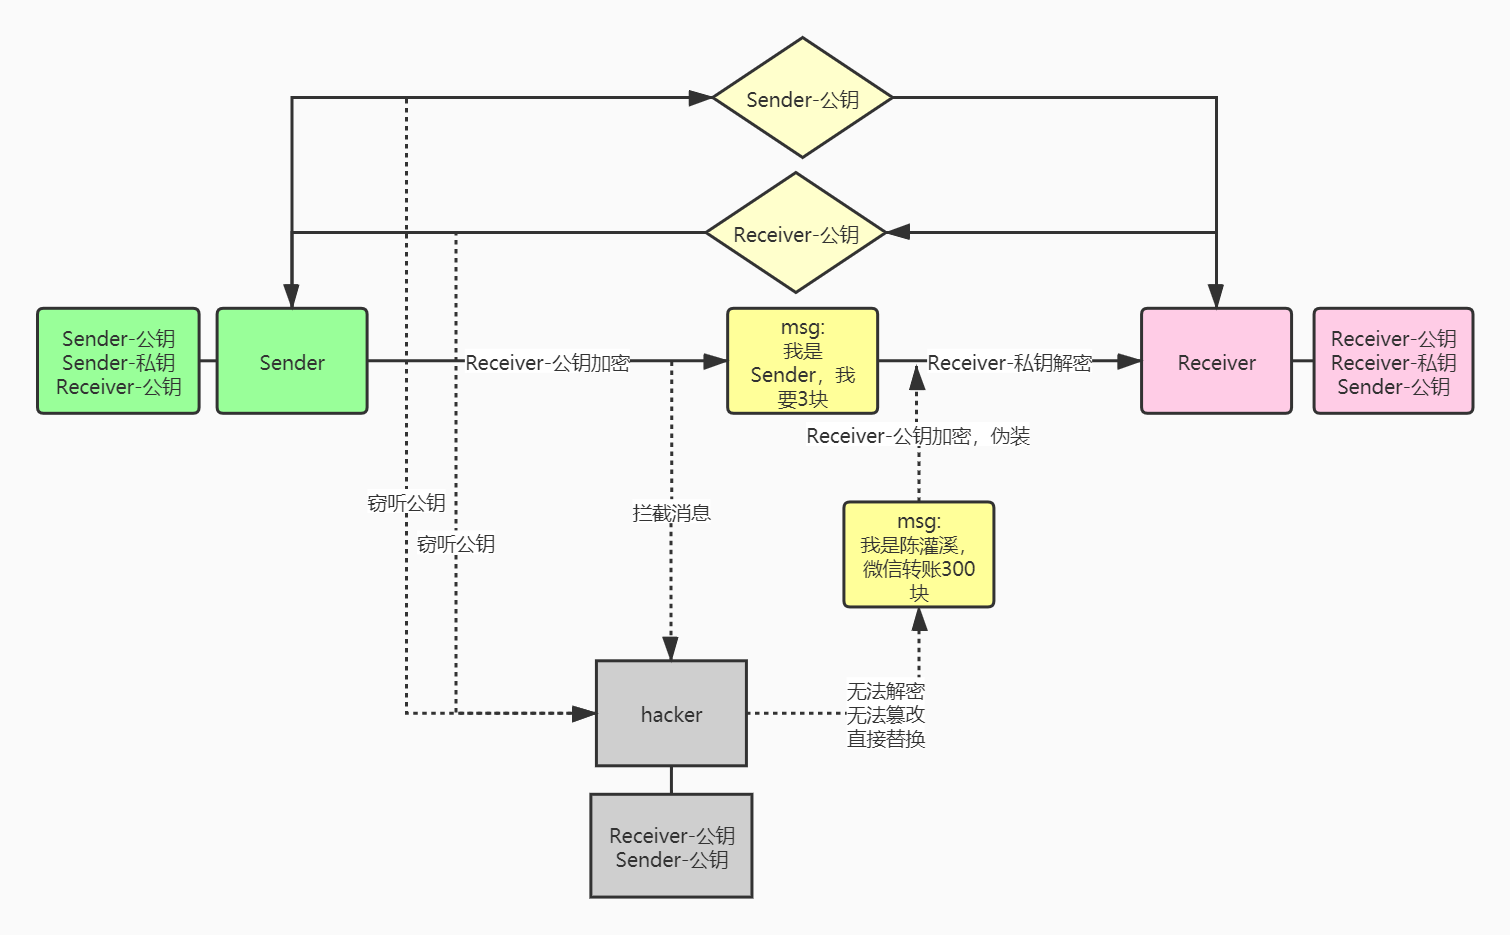 Sender-公钥
Receiver-公钥
Sender-公钥
Sender-私钥
Receiver-公钥
Sender
Receiver-公钥加密
msg:
我是
Sender，我
要3块
Receiver-私钥解密
Receiver
Receiver-公钥
Receiver-私钥
Sender-公钥
Receiver-公钥加密，伪装
窃听公钥
拦截消息
窃听公钥
msg:
我是陈灌溪，
微信转账300
块
hacker
无法解密
无法篡改
直接替换
Receiver-公钥
Sender-公钥